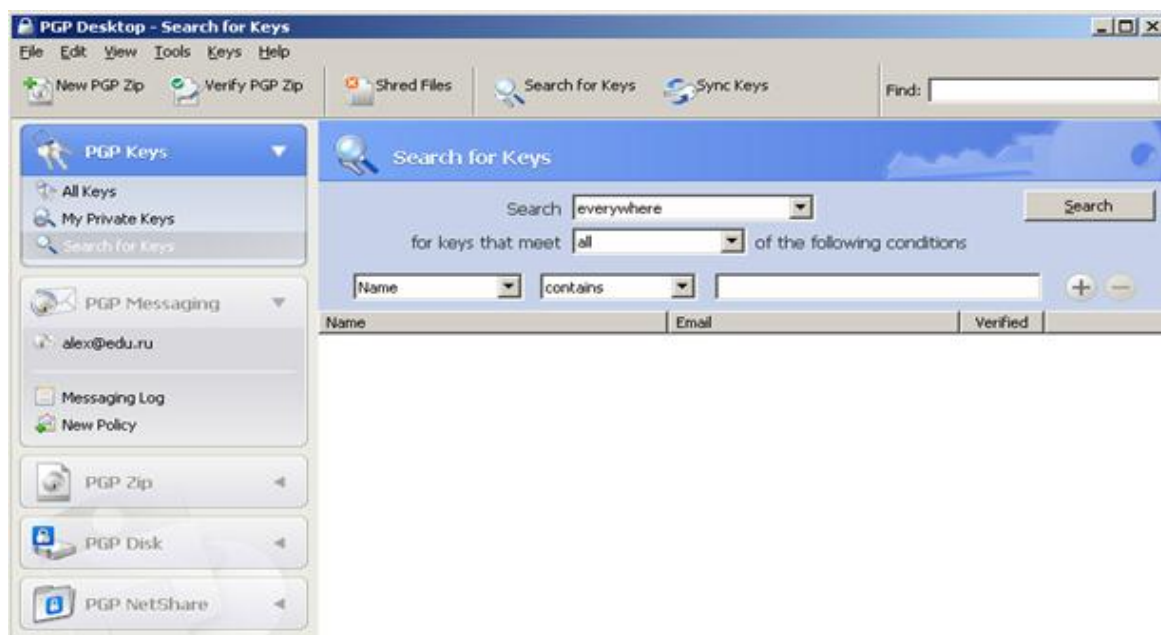 PGP Desktop - Search for Keys
File Edit View Tools Keys Help
New PGP Zip Verify PGP Zip Shred Files Search for Keys Sync Keys Find:
PGP Keys
All Keys
My Private Keys
Search for Keys
PGP Messaging
alex@edu.ru
Messaging Log
New Policy
PGP Zip
PGP Disk
PGP NetShare
Search for Keys
Search everywhere Search
for keys that meet all of the following conditions
Name contains
Name Email Verified